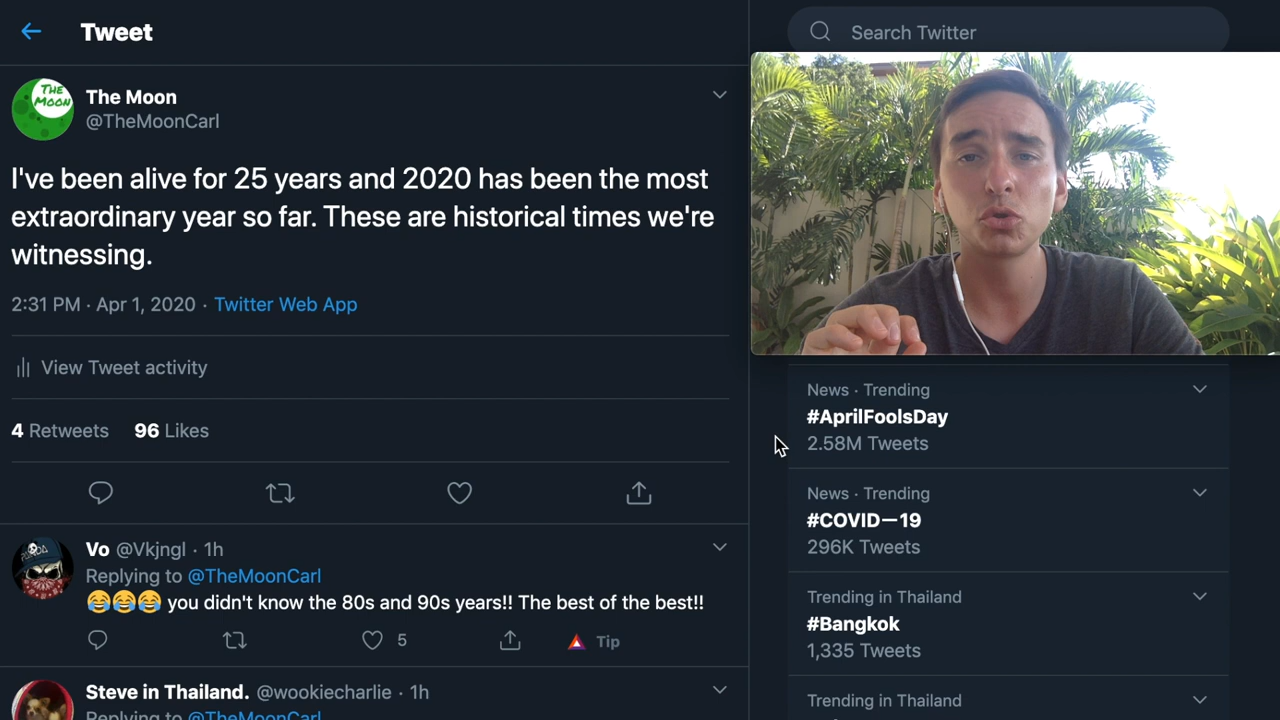 Tweet
Search Twitter
THE MOON
The Moon
@TheMoonCarl
I've been alive for 25 years and 2020 has been the most
extraordinary year so far. These are historical times we're
witnessing.
2:31 PM · Apr 1, 2020 · Twitter Web App
View Tweet activity
4 Retweets 96 Likes
Vo @Vkjngl · 1h
Replying to @TheMoonCarl
😂😂😂 you didn't know the 80s and 90s years!! The best of the best!!
5
Tip
Steve in Thailand. @wookiecharlie · 1h
Replying to @TheMoonCarl
News · Trending
#AprilFoolsDay
2.58M Tweets
News · Trending
#COVID—19
296K Tweets
Trending in Thailand
#Bangkok
1,335 Tweets
Trending in Thailand